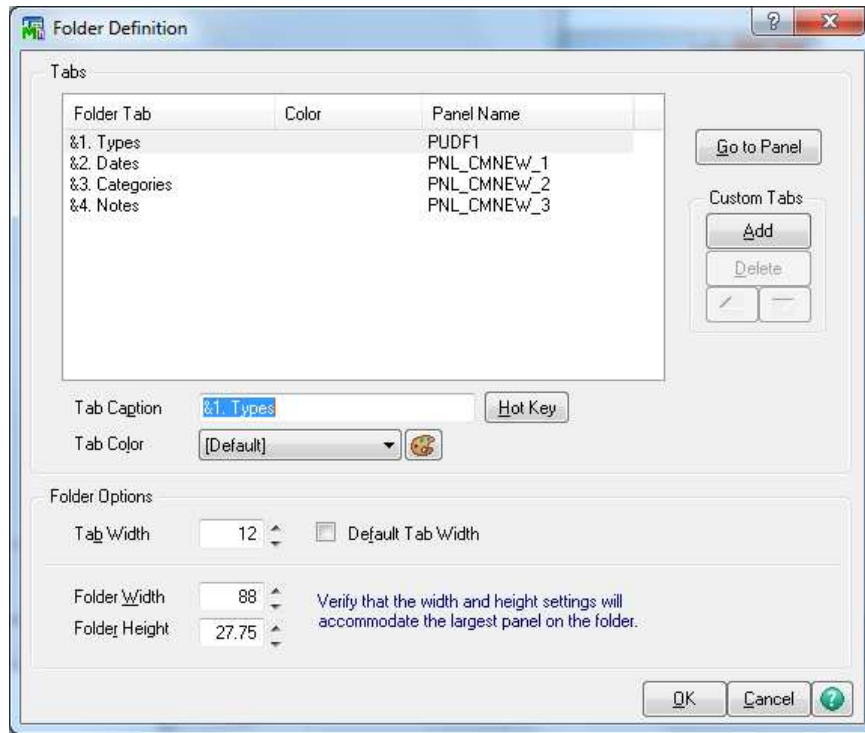 Folder Definition
Tabs
Folder Tab Color Panel Name
&1. Types PUDF1
&2. Dates PNL_CMNEW_1
&3. Categories PNL_CMNEW_2
&4. Notes PNL_CMNEW_3
Go to Panel
Custom Tabs
Add
Delete
Tab Caption &1. Types Hot Key
Tab Color [Default]
Folder Options
Tab Width 12 Default Tab Width
Folder Width 88
Folder Height 27.75
Verify that the width and height settings will
accommodate the largest panel on the folder.
OK Cancel